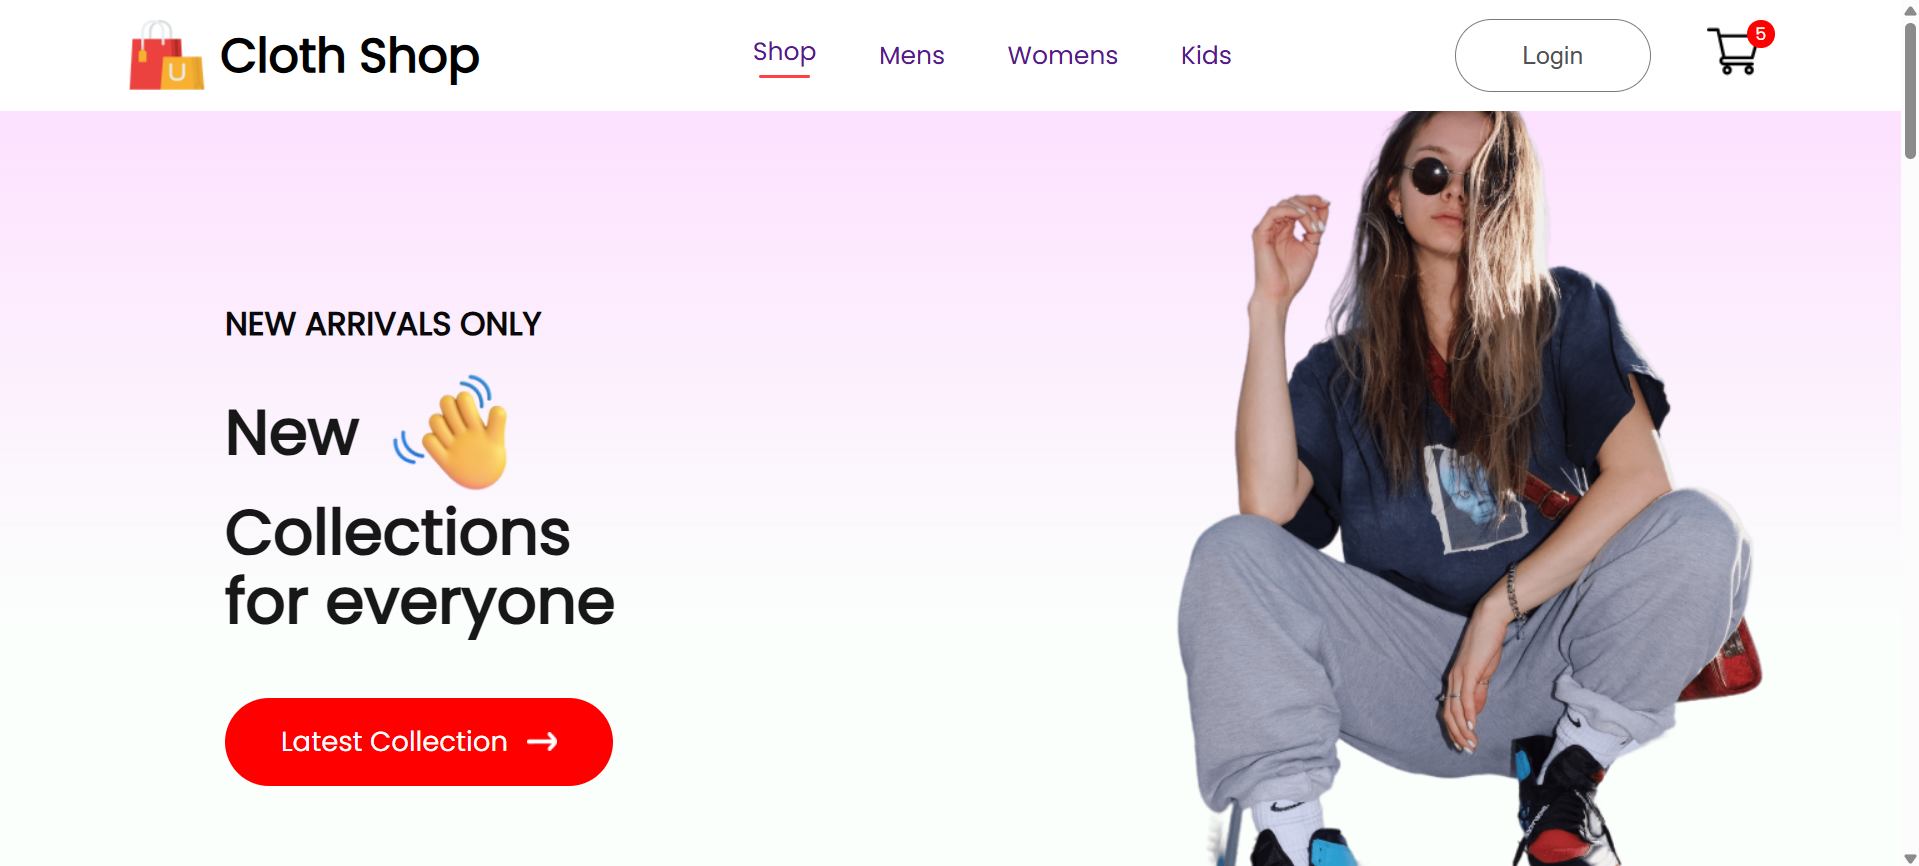 Cloth Shop
Shop
Mens
Womens
Kids
Login
5
NEW ARRIVALS ONLY
New
Collections
for everyone
Latest Collection